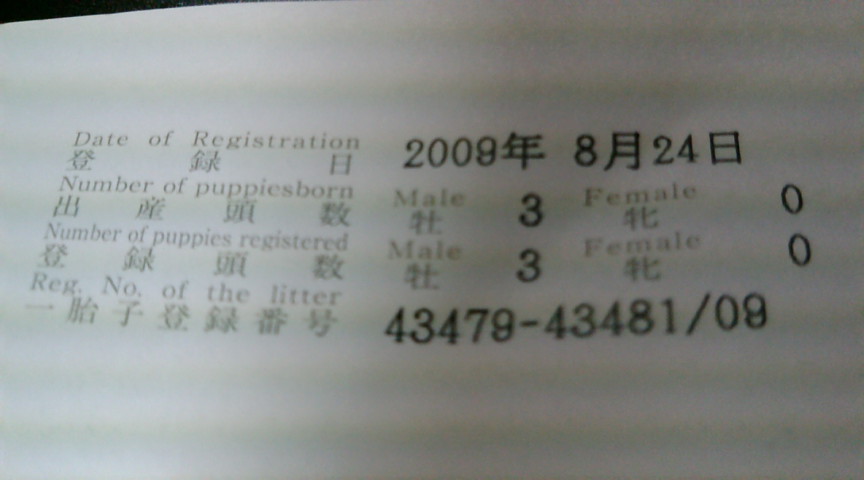 Date of Registration
登録日 2009年 8月24日
Number of puppiesborn Male Female
出産頭数 牡 3 牝 0
Number of puppies registered Male Female
登録頭数 牡 3 牝 0
Reg. No. of the litter
一胎子登録番号 43479-43481/09